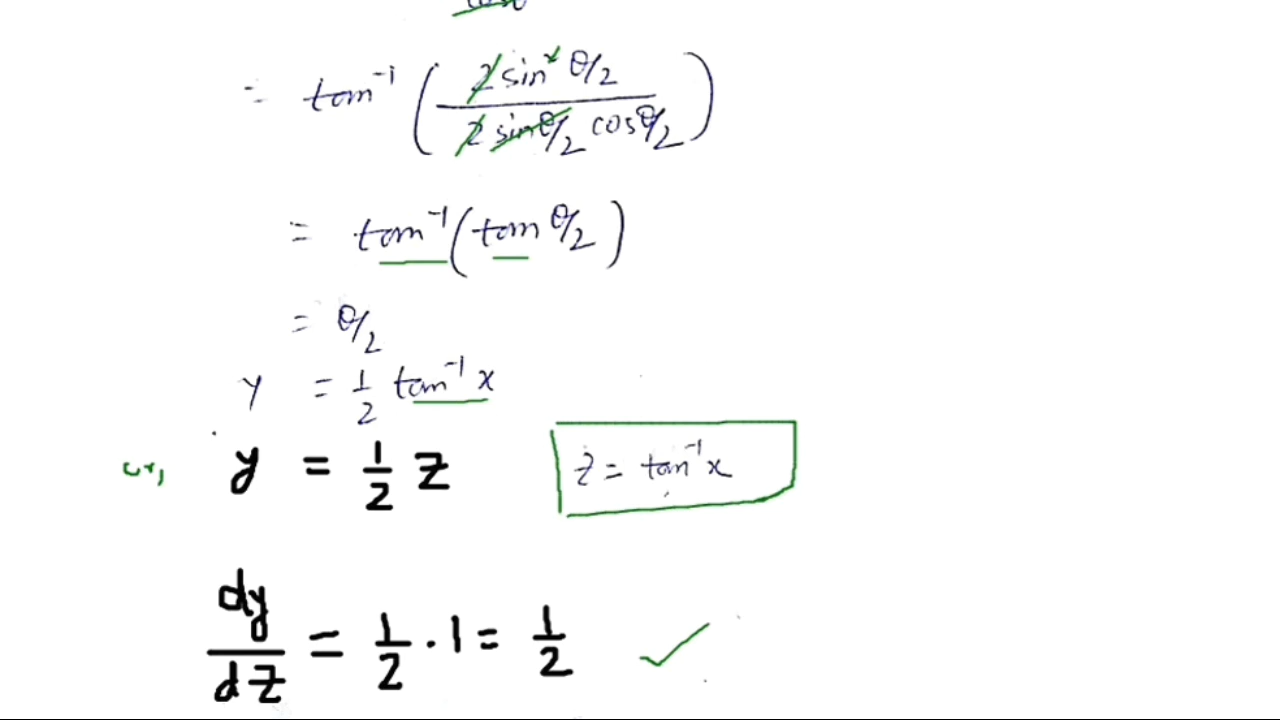 = tan⁻¹ ( 2 sin² θ/2 / 2 sin θ/2 cos θ/2 )
= tan⁻¹ ( tan θ/2 )
= θ/2
y = 1/2 tan⁻¹ x
or, y = 1/2 z
z = tan⁻¹ x
dy/dz = 1/2 . 1 = 1/2 ✓